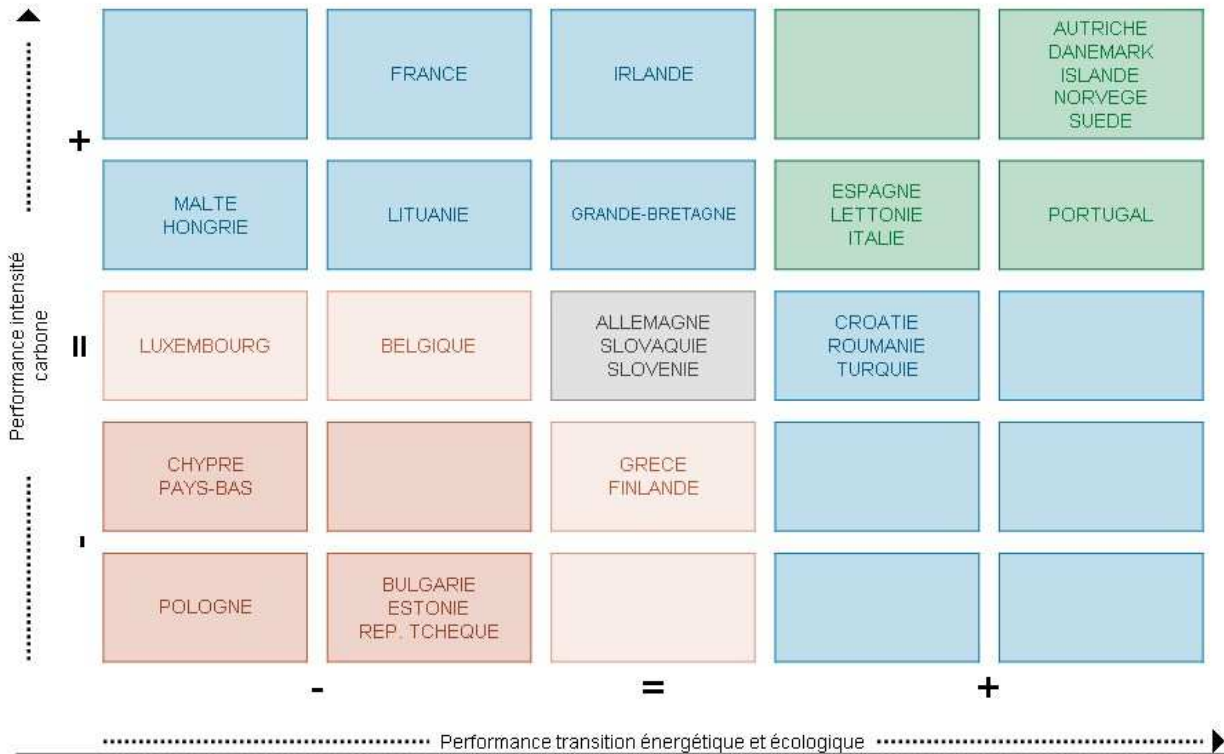 FRANCE
IRLANDE
AUTRICHE
DANEMARK
ISLANDE
NORVEGE
SUEDE
+
MALTE
HONGRIE
LITUANIE
GRANDE-BRETAGNE
ESPAGNE
LETTONIE
ITALIE
PORTUGAL
Performance intensité
carbone
=
LUXEMBOURG
BELGIQUE
ALLEMAGNE
SLOVAQUIE
SLOVENIE
CROATIE
ROUMANIE
TURQUIE
CHYPRE
PAYS-BAS
GRECE
FINLANDE
-
POLOGNE
BULGARIE
ESTONIE
REP. TCHEQUE
- = +
Performance transition énergétique et écologique